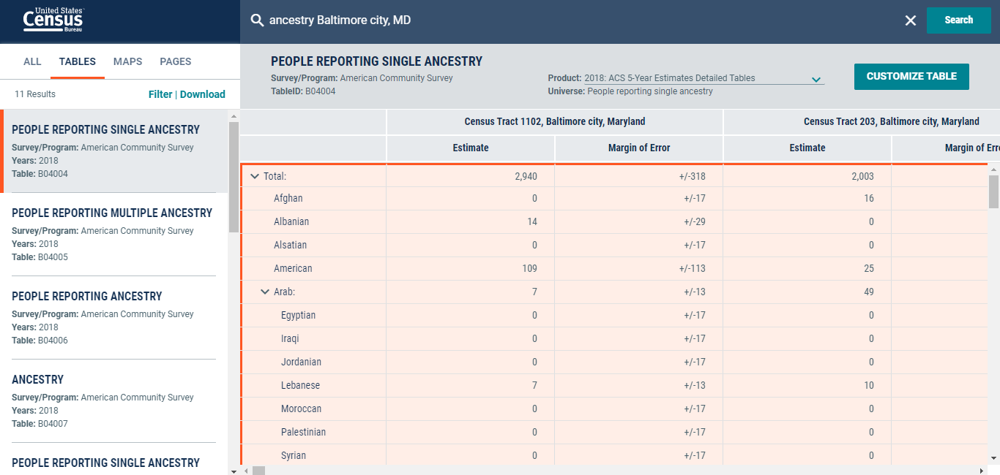 United States™
Census
Bureau
ancestry Baltimore city, MD
Search
ALL TABLES MAPS PAGES
11 Results
Filter | Download
PEOPLE REPORTING SINGLE ANCESTRY
Survey/Program: American Community Survey
Years: 2018
Table: B04004
PEOPLE REPORTING MULTIPLE ANCESTRY
Survey/Program: American Community Survey
Years: 2018
Table: B04005
PEOPLE REPORTING ANCESTRY
Survey/Program: American Community Survey
Years: 2018
Table: B04006
ANCESTRY
Survey/Program: American Community Survey
Years: 2018
Table: B04007
PEOPLE REPORTING SINGLE ANCESTRY
PEOPLE REPORTING SINGLE ANCESTRY
Survey/Program: American Community Survey
TableID: B04004
Product: 2018: ACS 5-Year Estimates Detailed Tables
Universe: People reporting single ancestry
CUSTOMIZE TABLE
Census Tract 1102, Baltimore city, Maryland Census Tract 203, Baltimore city, Maryland
Estimate Margin of Error Estimate Margin of Erro
Total: 2,940 +/-318 2,003
Afghan 0 +/-17 16
Albanian 14 +/-29 0
Alsatian 0 +/-17 0
American 109 +/-113 25
Arab: 7 +/-13 49
Egyptian 0 +/-17 0
Iraqi 0 +/-17 0
Jordanian 0 +/-17 0
Lebanese 7 +/-13 10
Moroccan 0 +/-17 0
Palestinian 0 +/-17 0
Syrian 0 +/-17 0